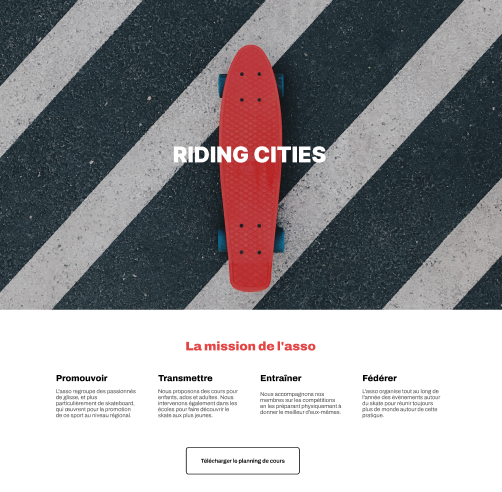 RIDING CITIES
La mission de l'asso
Promouvoir
L'asso regroupe des passionnés
de glisse, et plus
particulièrement de skateboard,
qui œuvrent pour la promotion
de ce sport au niveau régional.
Transmettre
Nous proposons des cours pour
enfants, ados et adultes. Nous
intervenons également dans les
écoles pour faire découvrir le
skate aux plus jeunes.
Entraîner
Nous accompagnons nos
membres sur les compétitions
en les préparant physiquement à
donner le meilleur d'eux-mêmes.
Fédérer
L'asso organise tout au long de
l'année des événements autour
du skate pour réunir toujours
plus de monde autour de cette
pratique.
Télécharger le planning de cours